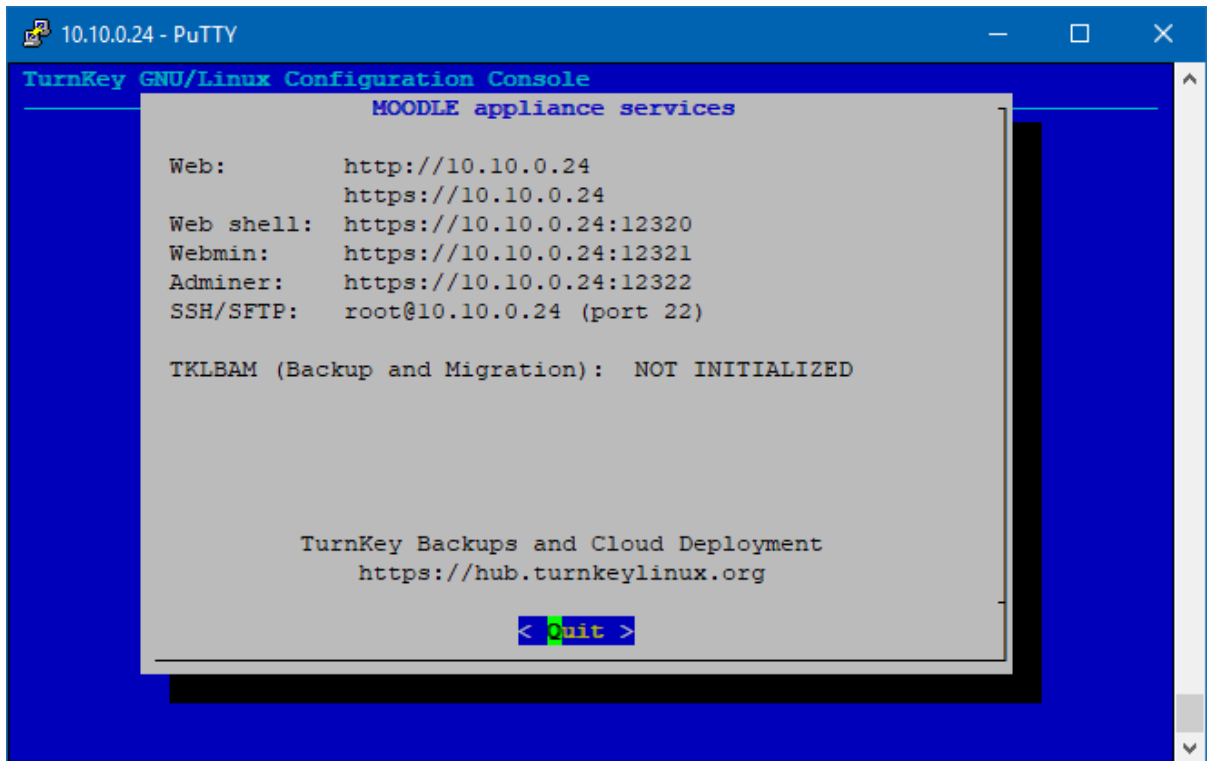 10.10.0.24 - PuTTY
TurnKey GNU/Linux Configuration Console
MOODLE appliance services
Web: http://10.10.0.24
https://10.10.0.24
Web shell: https://10.10.0.24:12320
Webmin: https://10.10.0.24:12321
Adminer: https://10.10.0.24:12322
SSH/SFTP: root@10.10.0.24 (port 22)
TKLBAM (Backup and Migration): NOT INITIALIZED
TurnKey Backups and Cloud Deployment
https://hub.turnkeylinux.org
< Quit >